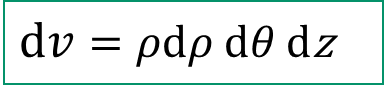 d𝑣 = 𝜌d𝜌 d𝜃 d𝑧